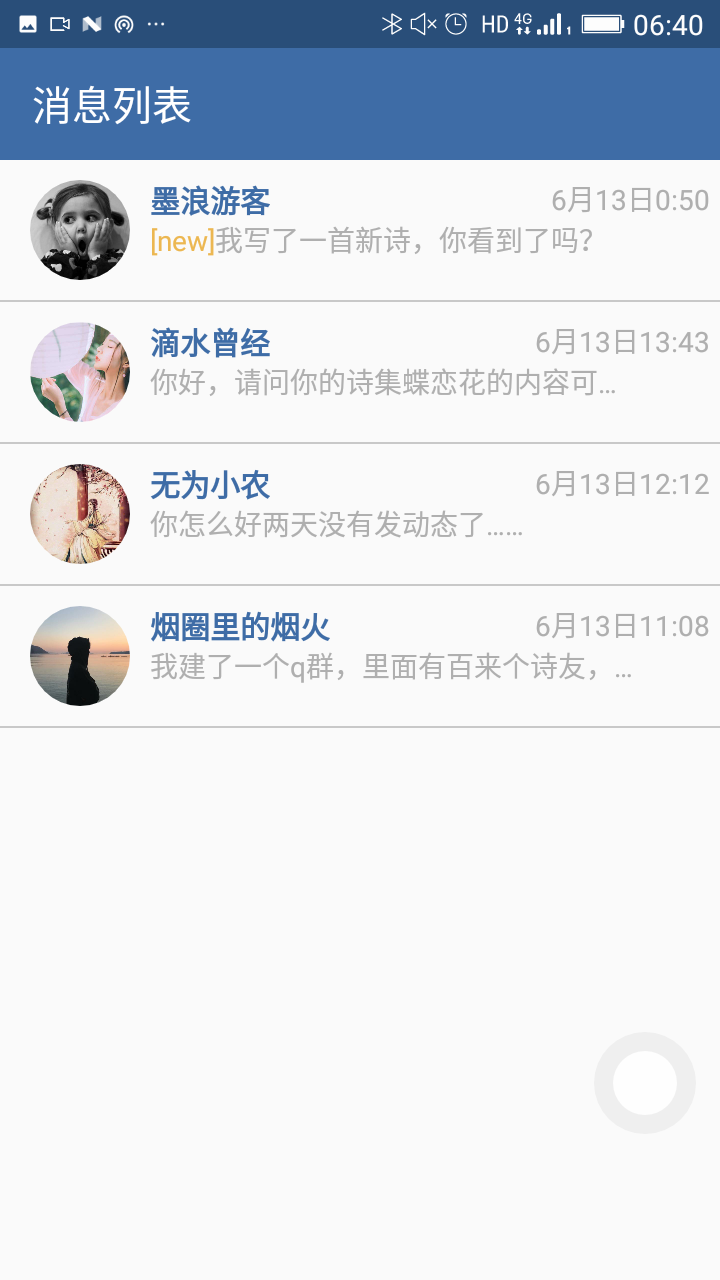 HD 4G 1 06:40
消息列表
墨浪游客 6月13日0:50
[new]我写了一首新诗，你看到了吗？
滴水曾经 6月13日13:43
你好，请问你的诗集蝶恋花的内容可…
无为小农 6月13日12:12
你怎么好两天没有发动态了……
烟圈里的烟火 6月13日11:08
我建了一个q群，里面有百来个诗友，…